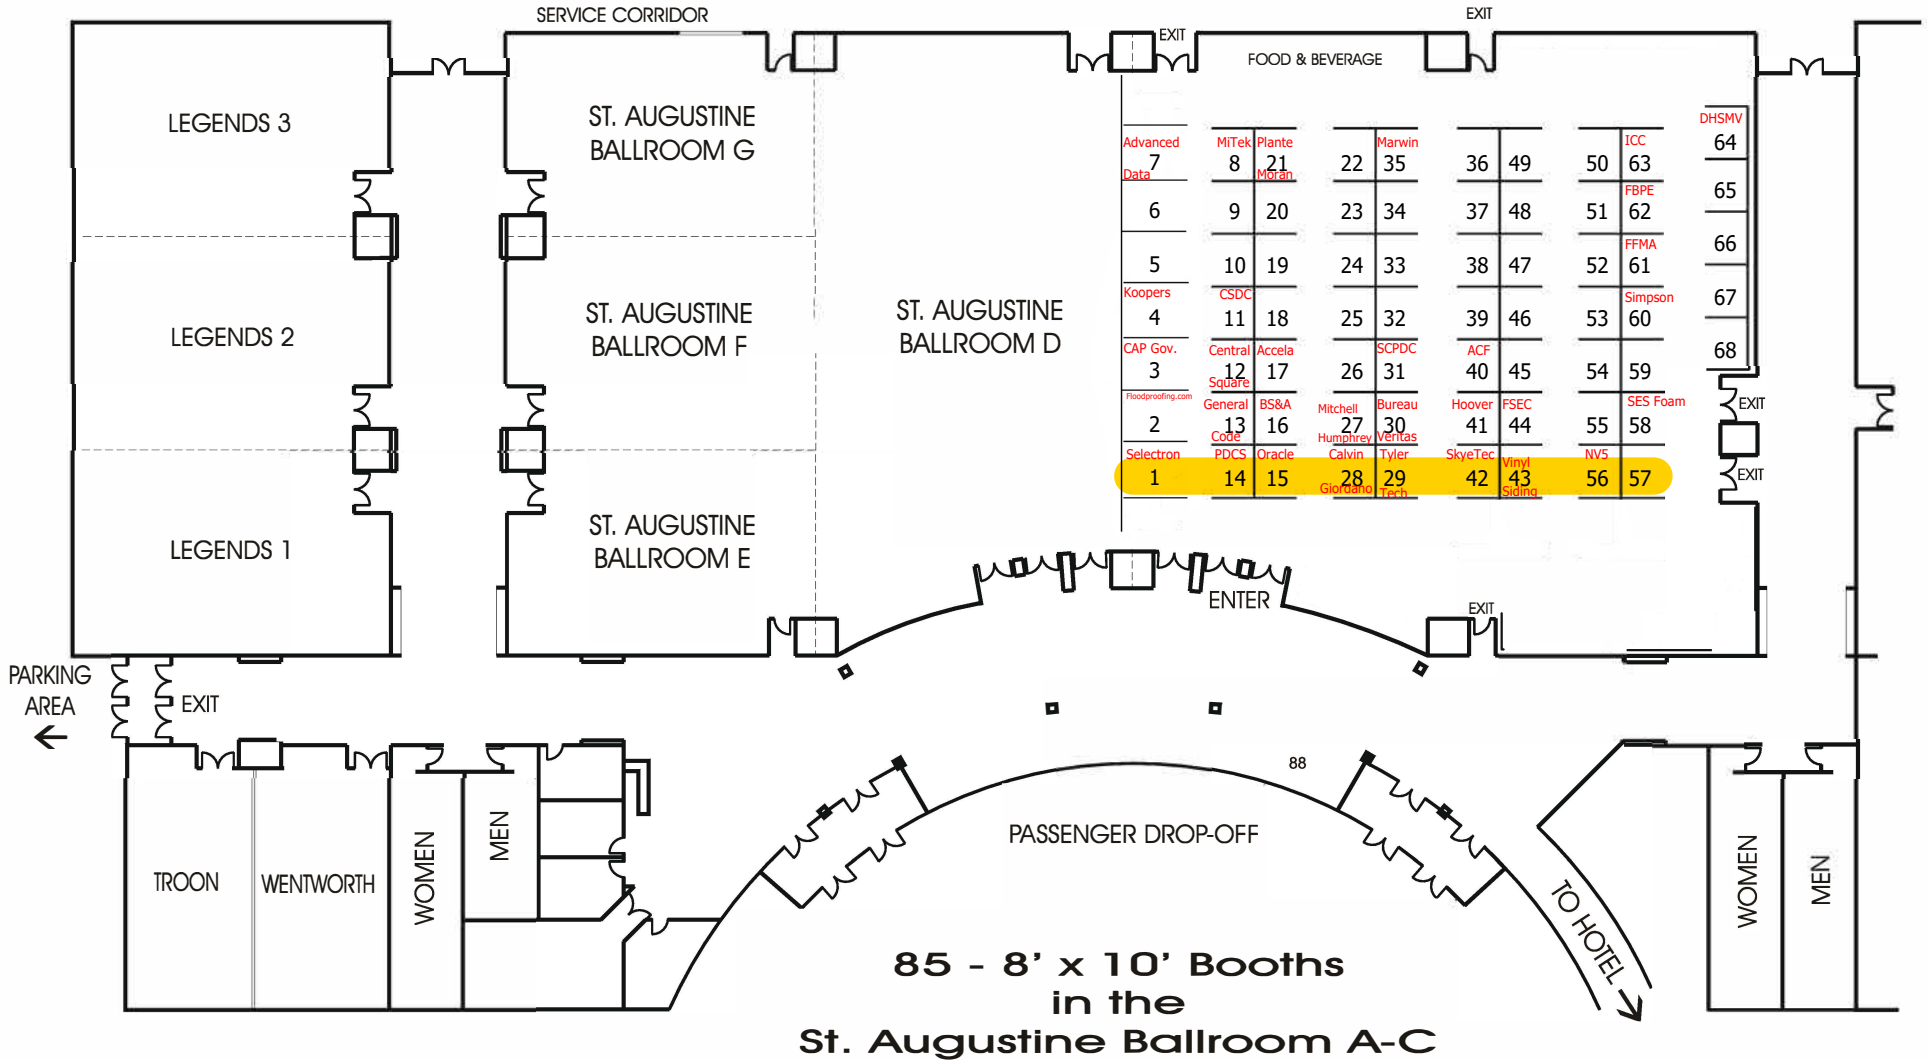 SERVICE CORRIDOR
EXIT
EXIT
FOOD & BEVERAGE
LEGENDS 3
ST. AUGUSTINE
BALLROOM G
LEGENDS 2
ST. AUGUSTINE
BALLROOM F
ST. AUGUSTINE
BALLROOM D
LEGENDS 1
ST. AUGUSTINE
BALLROOM E
Advanced
7
Data
6
5
Koopers
4
CAP Gov.
3
Floodproofing.com
2
Selectron
1
MiTek
8
9
10
CSDC
11
Central
12
Square
General
13
Code
PDCS
14
Plante
21
Moran
20
19
18
Accela
17
BS&A
16
Oracle
15
22
23
24
25
26
Mitchell
27
Humphrey
Calvin
28
Giordano
Marwin
35
34
33
32
SCPDC
31
Bureau
30
Veritas
Tyler
29
Tech
36
37
38
39
ACF
40
Hoover
41
SkyeTec
42
49
48
47
46
45
FSEC
44
Vinyl
43
Siding
50
51
52
53
54
55
NV5
56
ICC
63
FBPE
62
FFMA
61
Simpson
60
59
SES Foam
58
57
DHSMV
64
65
66
67
68
EXIT
EXIT
ENTER
EXIT
PARKING
AREA
EXIT
88
PASSENGER DROP-OFF
TROON
WENTWORTH
WOMEN
MEN
TO HOTEL
WOMEN
MEN
85 - 8' x 10' Booths
in the
St. Augustine Ballroom A-C